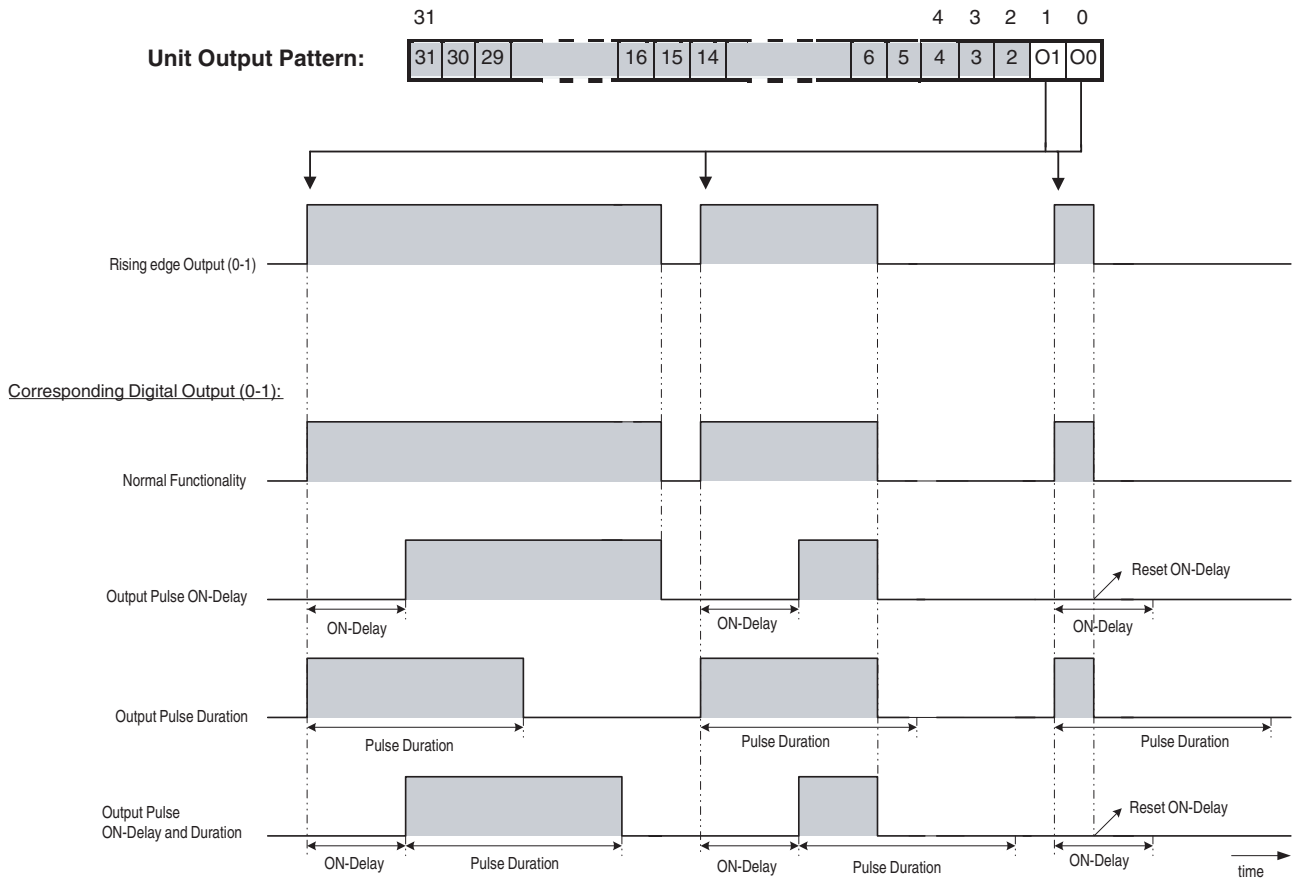 31 4 3 2 1 0
Unit Output Pattern: 31 30 29 16 15 14 6 5 4 3 2 O1 O0
Rising edge Output (0-1)
Corresponding Digital Output (0-1):
Normal Functionality
Output Pulse ON-Delay
Reset ON-Delay
ON-Delay ON-Delay ON-Delay
Output Pulse Duration
Pulse Duration Pulse Duration Pulse Duration
Output Pulse
ON-Delay and Duration
Reset ON-Delay
ON-Delay Pulse Duration ON-Delay Pulse Duration ON-Delay
time